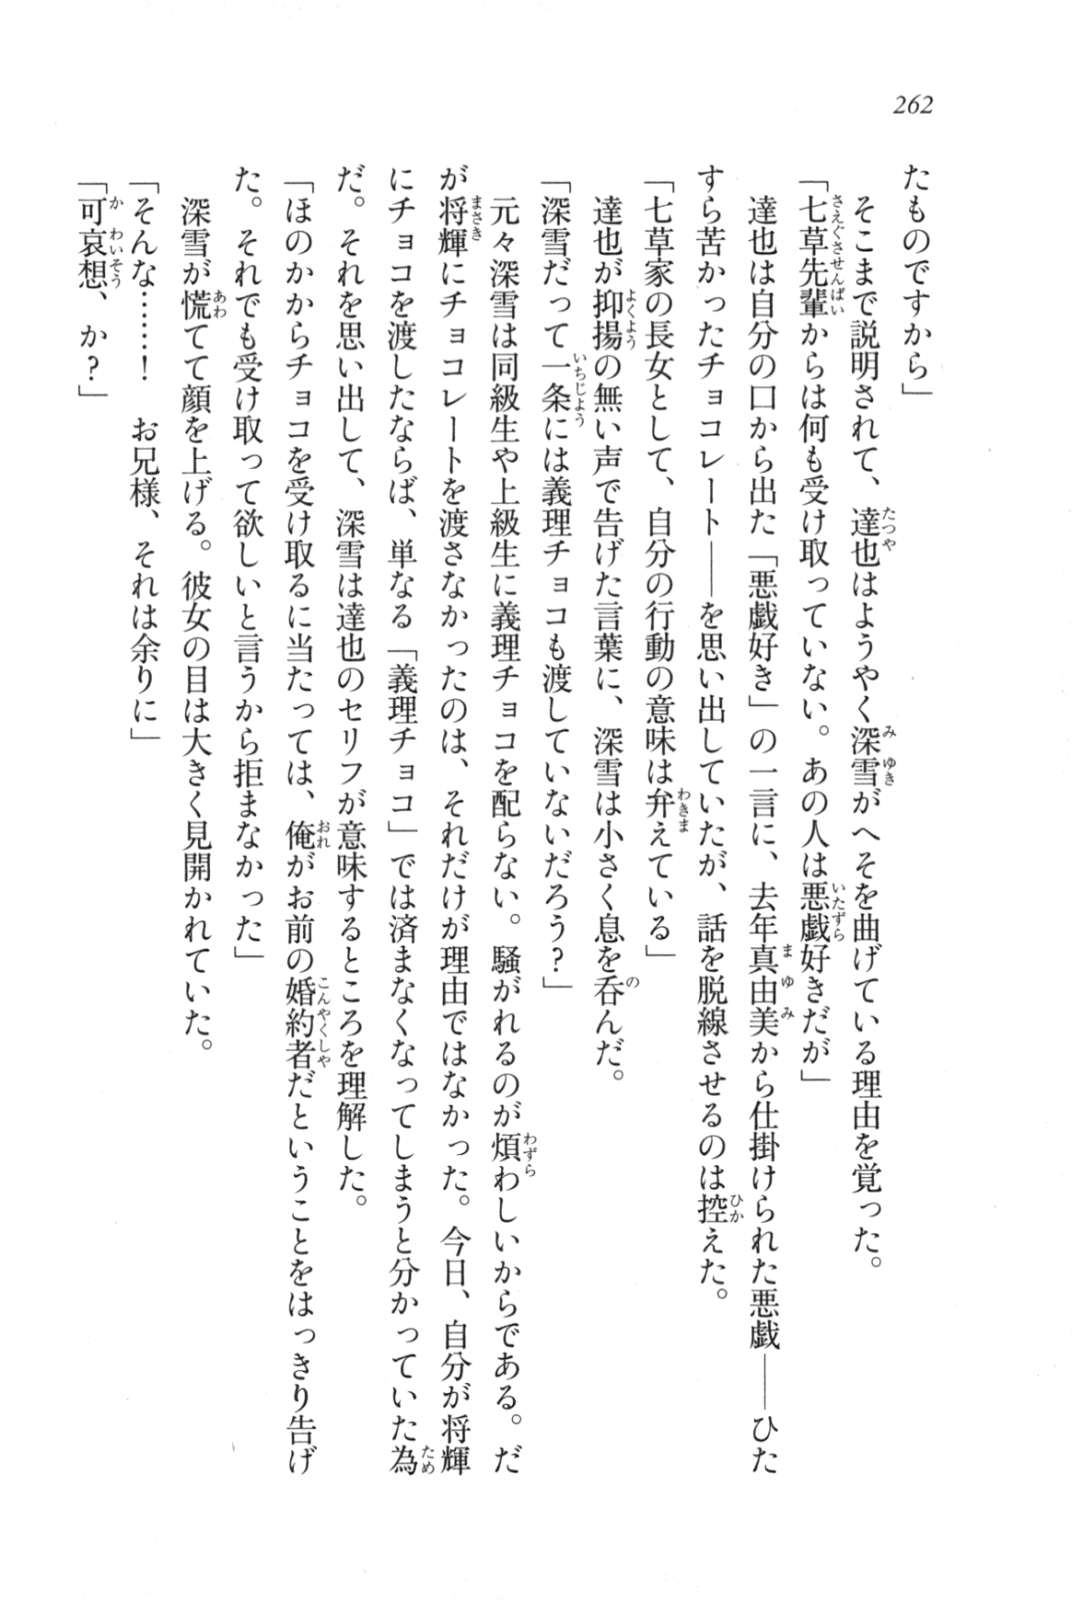 262
たものですから」
　そこまで説明されて、達也はようやく深雪がへそを曲げている理由を覚った。
「七草先輩からは何も受け取っていない。あの人は悪戯好きだが」
　達也は自分の口から出た「悪戯好き」の一言に、去年真由美から仕掛けられた悪戯——ひた
すら苦かったチョコレート——を思い出していたが、話を脱線させるのは控えた。
「七草家の長女として、自分の行動の意味は弁えている」
　達也が抑揚の無い声で告げた言葉に、深雪は小さく息を呑んだ。
「深雪だって一条には義理チョコも渡していないだろう？」
　元々深雪は同級生や上級生に義理チョコを配らない。騒がれるのが煩わしいからである。だ
が将輝にチョコレートを渡さなかったのは、それだけが理由ではなかった。今日、自分が将輝
にチョコを渡したならば、単なる「義理チョコ」では済まなくなってしまうと分かっていた為
だ。それを思い出して、深雪は達也のセリフが意味するところを理解した。
「ほのかからチョコを受け取るに当たっては、俺がお前の婚約者だということをはっきり告げ
た。それでも受け取って欲しいと言うから拒まなかった」
　深雪が慌てて顔を上げる。彼女の目は大きく見開かれていた。
「そんな……！　お兄様、それは余りに」
「可哀想、か？」